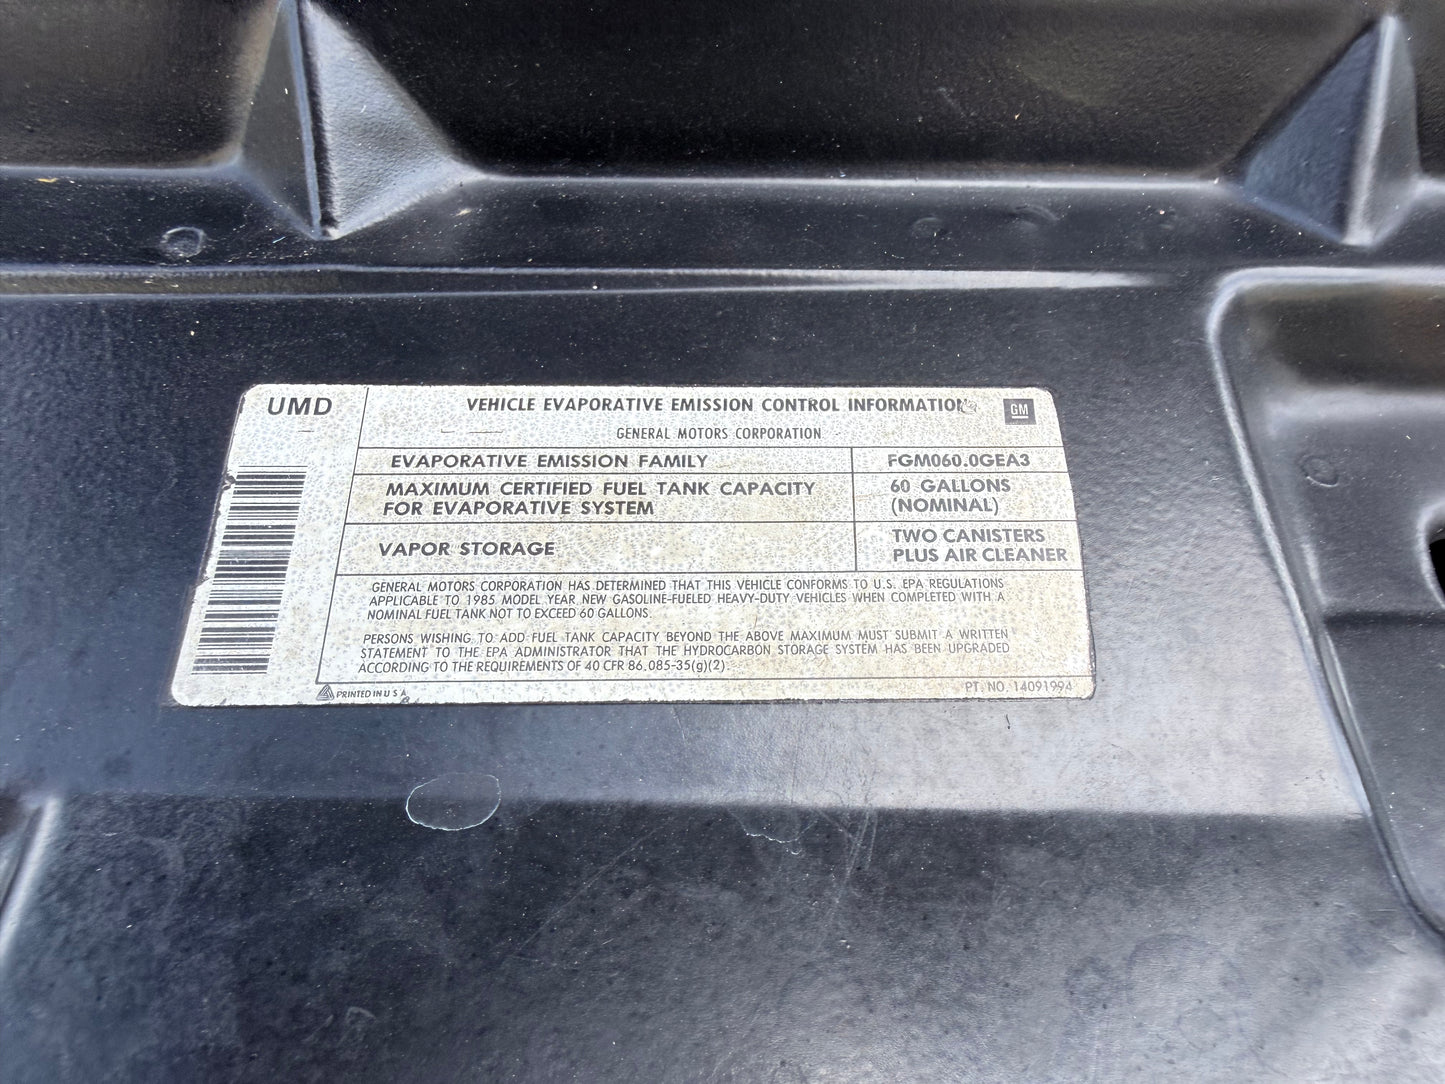 UMD
VEHICLE EVAPORATIVE EMISSION CONTROL INFORMATION
GM
GENERAL MOTORS CORPORATION
EVAPORATIVE EMISSION FAMILY
FGM060.0GEA3
MAXIMUM CERTIFIED FUEL TANK CAPACITY
FOR EVAPORATIVE SYSTEM
60 GALLONS
(NOMINAL)
VAPOR STORAGE
TWO CANISTERS
PLUS AIR CLEANER
GENERAL MOTORS CORPORATION HAS DETERMINED THAT THIS VEHICLE CONFORMS TO U.S. EPA REGULATIONS
APPLICABLE TO 1985 MODEL YEAR NEW GASOLINE-FUELED HEAVY-DUTY VEHICLES WHEN COMPLETED WITH A
NOMINAL FUEL TANK NOT TO EXCEED 60 GALLONS.
PERSONS WISHING TO ADD FUEL TANK CAPACITY BEYOND THE ABOVE MAXIMUM MUST SUBMIT A WRITTEN
STATEMENT TO THE EPA ADMINISTRATOR THAT THE HYDROCARBON STORAGE SYSTEM HAS BEEN UPGRADED
ACCORDING TO THE REQUIREMENTS OF 40 CFR 86.085-35(g)(2).
PRINTED IN U S A
PT. NO. 14091994